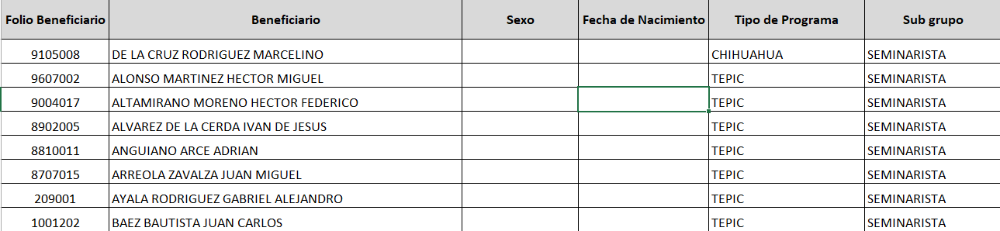 Folio Beneficiario Beneficiario Sexo Fecha de Nacimiento Tipo de Programa Sub grupo
9105008 DE LA CRUZ RODRIGUEZ MARCELINO CHIHUAHUA SEMINARISTA
9607002 ALONSO MARTINEZ HECTOR MIGUEL TEPIC SEMINARISTA
9004017 ALTAMIRANO MORENO HECTOR FEDERICO TEPIC SEMINARISTA
8902005 ALVAREZ DE LA CERDA IVAN DE JESUS TEPIC SEMINARISTA
8810011 ANGUIANO ARCE ADRIAN TEPIC SEMINARISTA
8707015 ARREOLA ZAVALZA JUAN MIGUEL TEPIC SEMINARISTA
209001 AYALA RODRIGUEZ GABRIEL ALEJANDRO TEPIC SEMINARISTA
1001202 BAEZ BAUTISTA JUAN CARLOS TEPIC SEMINARISTA